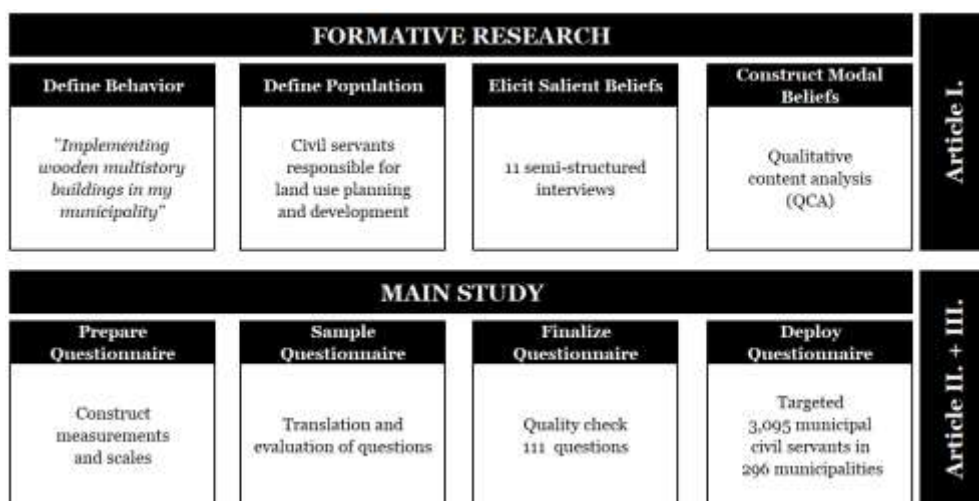 FORMATIVE RESEARCH
Define Behavior
"Implementing
wooden multistory
buildings in my
municipality"
Define Population
Civil servants
responsible for
land use planning
and development
Elicit Salient Beliefs
11 semi-structured
interviews
Construct Modal
Beliefs
Qualitative
content analysis
(QCA)
Article I.
MAIN STUDY
Prepare
Questionnaire
Construct
measurements
and scales
Sample
Questionnaire
Translation and
evaluation of questions
Finalize
Questionnaire
Quality check
111 questions
Deploy
Questionnaire
Targeted
3,095 municipal
civil servants in
296 municipalities
Article II. + III.